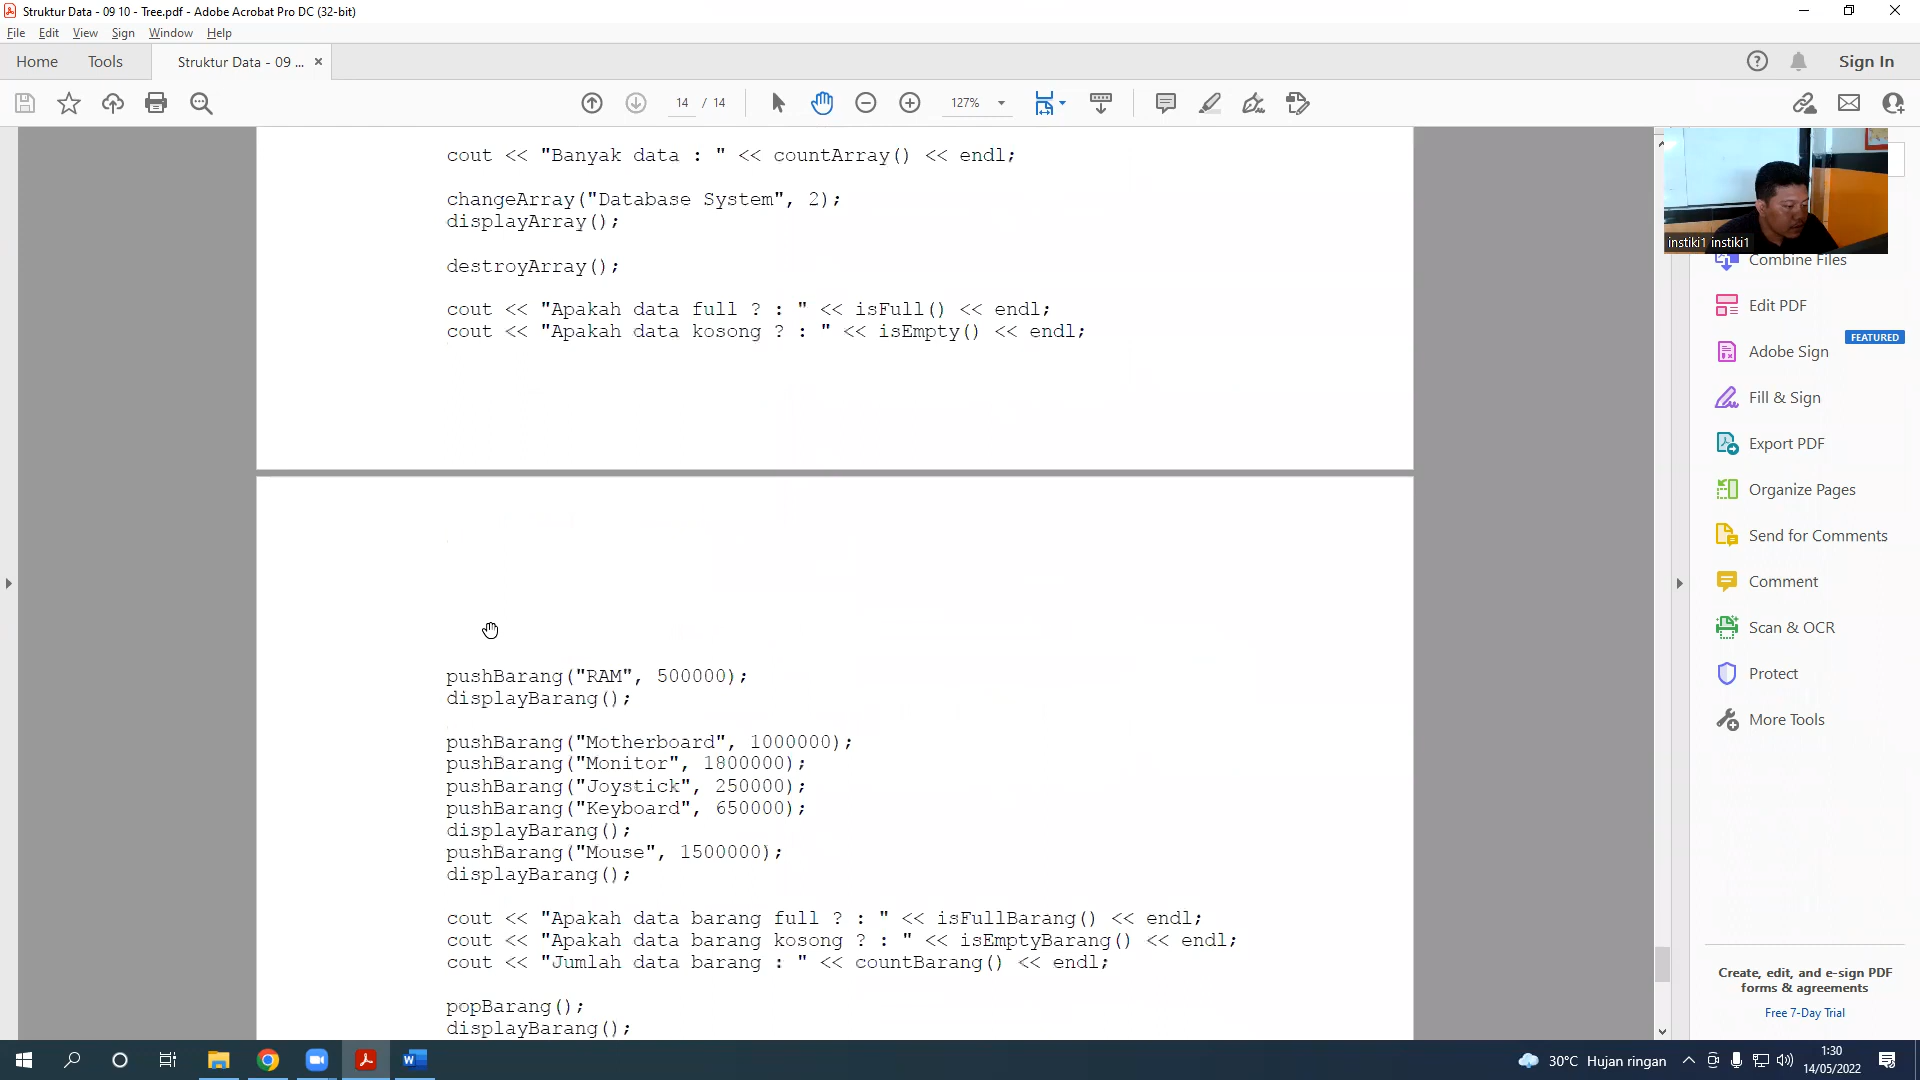 Struktur Data - 09 10 - Tree.pdf - Adobe Acrobat Pro DC (32-bit)
File Edit View Sign Window Help
Home Tools Struktur Data - 09 ... × Sign In
14 / 14 127%
cout << "Banyak data : " << countArray() << endl;
changeArray("Database System", 2);
displayArray();
destroyArray();
cout << "Apakah data full ? : " << isFull() << endl;
cout << "Apakah data kosong ? : " << isEmpty() << endl;
pushBarang("RAM", 500000);
displayBarang();
pushBarang("Motherboard", 1000000);
pushBarang("Monitor", 1800000);
pushBarang("Joystick", 250000);
pushBarang("Keyboard", 650000);
displayBarang();
pushBarang("Mouse", 1500000);
displayBarang();
cout << "Apakah data barang full ? : " << isFullBarang() << endl;
cout << "Apakah data barang kosong ? : " << isEmptyBarang() << endl;
cout << "Jumlah data barang : " << countBarang() << endl;
popBarang();
displayBarang();
instiki1 instiki1
Combine Files
Edit PDF
FEATURED
Adobe Sign
Fill & Sign
Export PDF
Organize Pages
Send for Comments
Comment
Scan & OCR
Protect
More Tools
Create, edit, and e-sign PDF
forms & agreements
Free 7-Day Trial
30°C Hujan ringan
1:30
14/05/2022